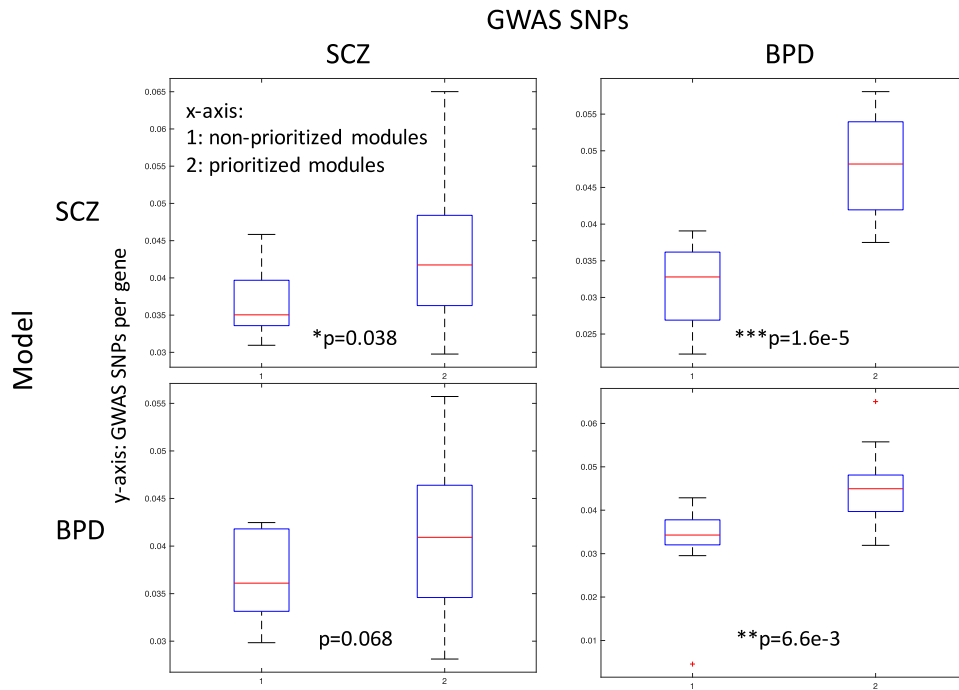 GWAS SNPs
SCZ
BPD
Model
y-axis: GWAS SNPs per gene
SCZ
0.065
0.06
0.055
0.05
0.045
0.04
0.035
0.03
x-axis:
1: non-prioritized modules
2: prioritized modules
*p=0.038
1
2
0.055
0.05
0.045
0.04
0.035
0.03
0.025
***p=1.6e-5
1
2
BPD
0.055
0.05
0.045
0.04
0.035
0.03
p=0.068
1
2
0.06
0.05
0.04
0.03
0.02
0.01
**p=6.6e-3
1
2